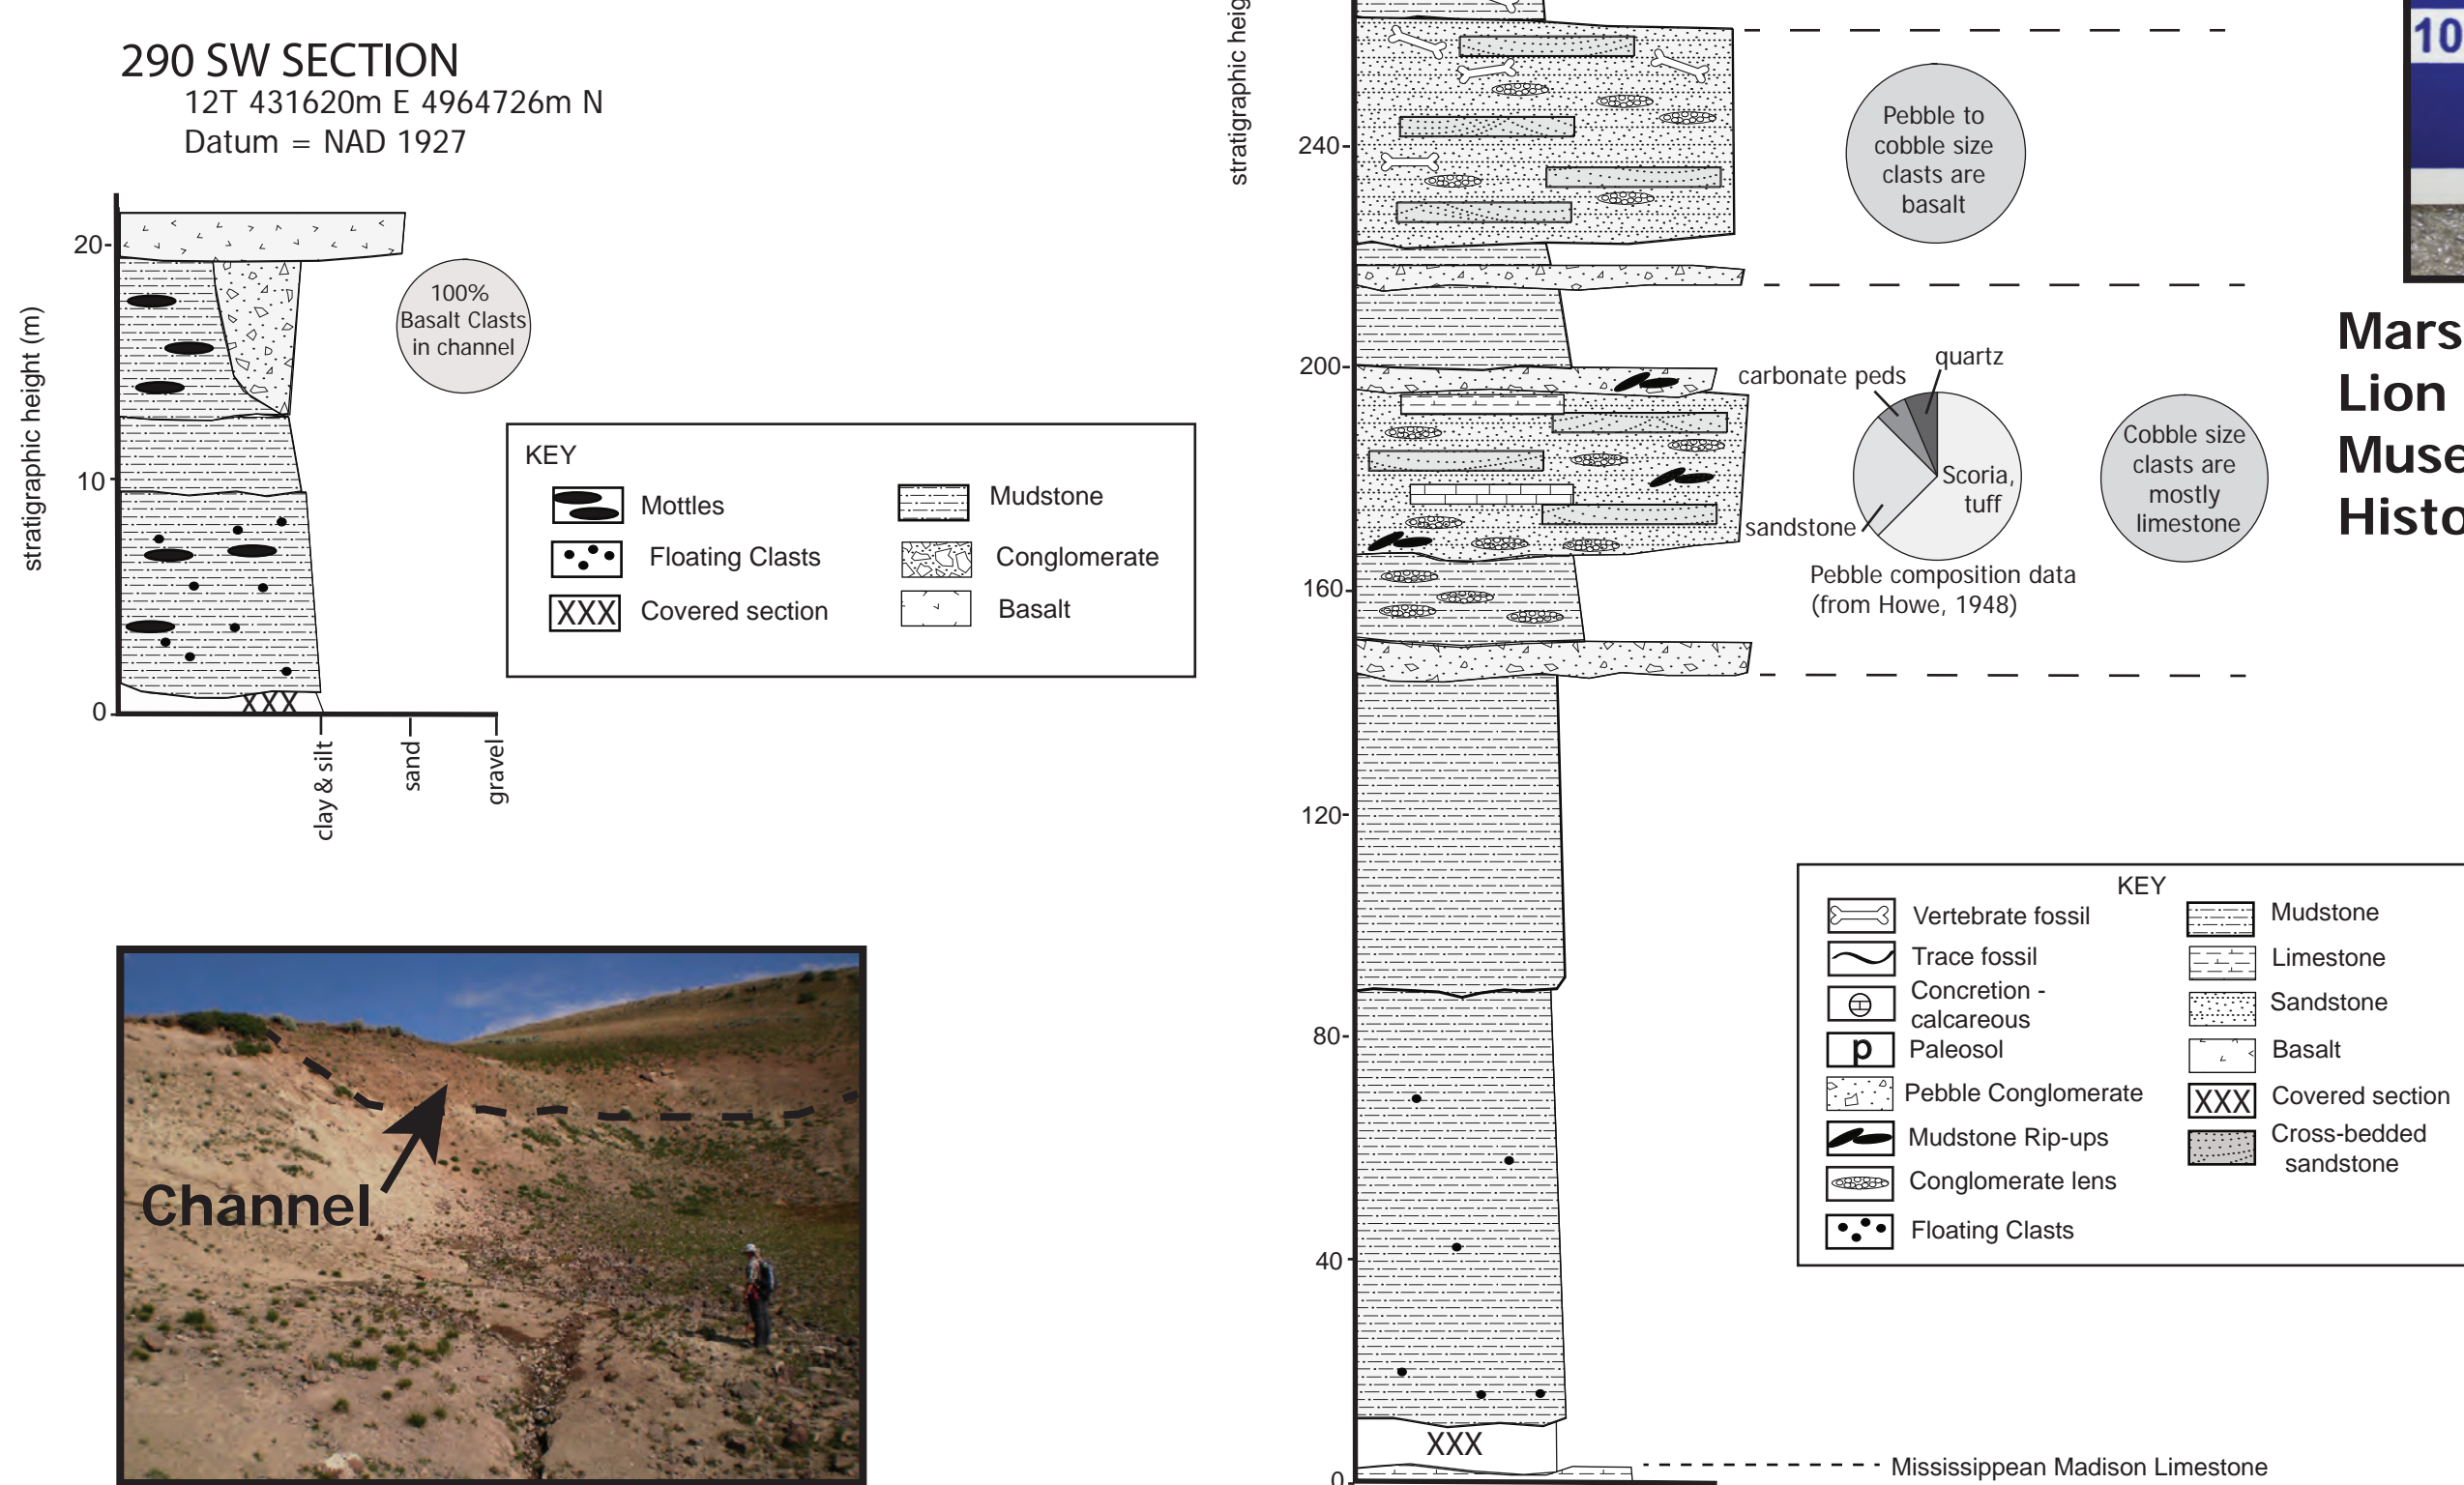 290 SW SECTION
12T 431620m E 4964726m N
Datum = NAD 1927
stratigraphic height (m)
20
10
0
100%
Basalt Clasts
in channel
XXX
clay & silt
sand
gravel
KEY
Mottles
Floating Clasts
XXX Covered section
Mudstone
Conglomerate
Basalt
Channel
240
200
160
120
80
40
0
Pebble to
cobble size
clasts are
basalt
carbonate peds
quartz
Scoria,
tuff
sandstone
Pebble composition data
(from Howe, 1948)
Cobble size
clasts are
mostly
limestone
KEY
Vertebrate fossil
Trace fossil
Concretion -
calcareous
p Paleosol
Pebble Conglomerate
Mudstone Rip-ups
Conglomerate lens
Floating Clasts
Mudstone
Limestone
Sandstone
Basalt
XXX Covered section
Cross-bedded
sandstone
XXX
Mississippean Madison Limestone
10
Lion